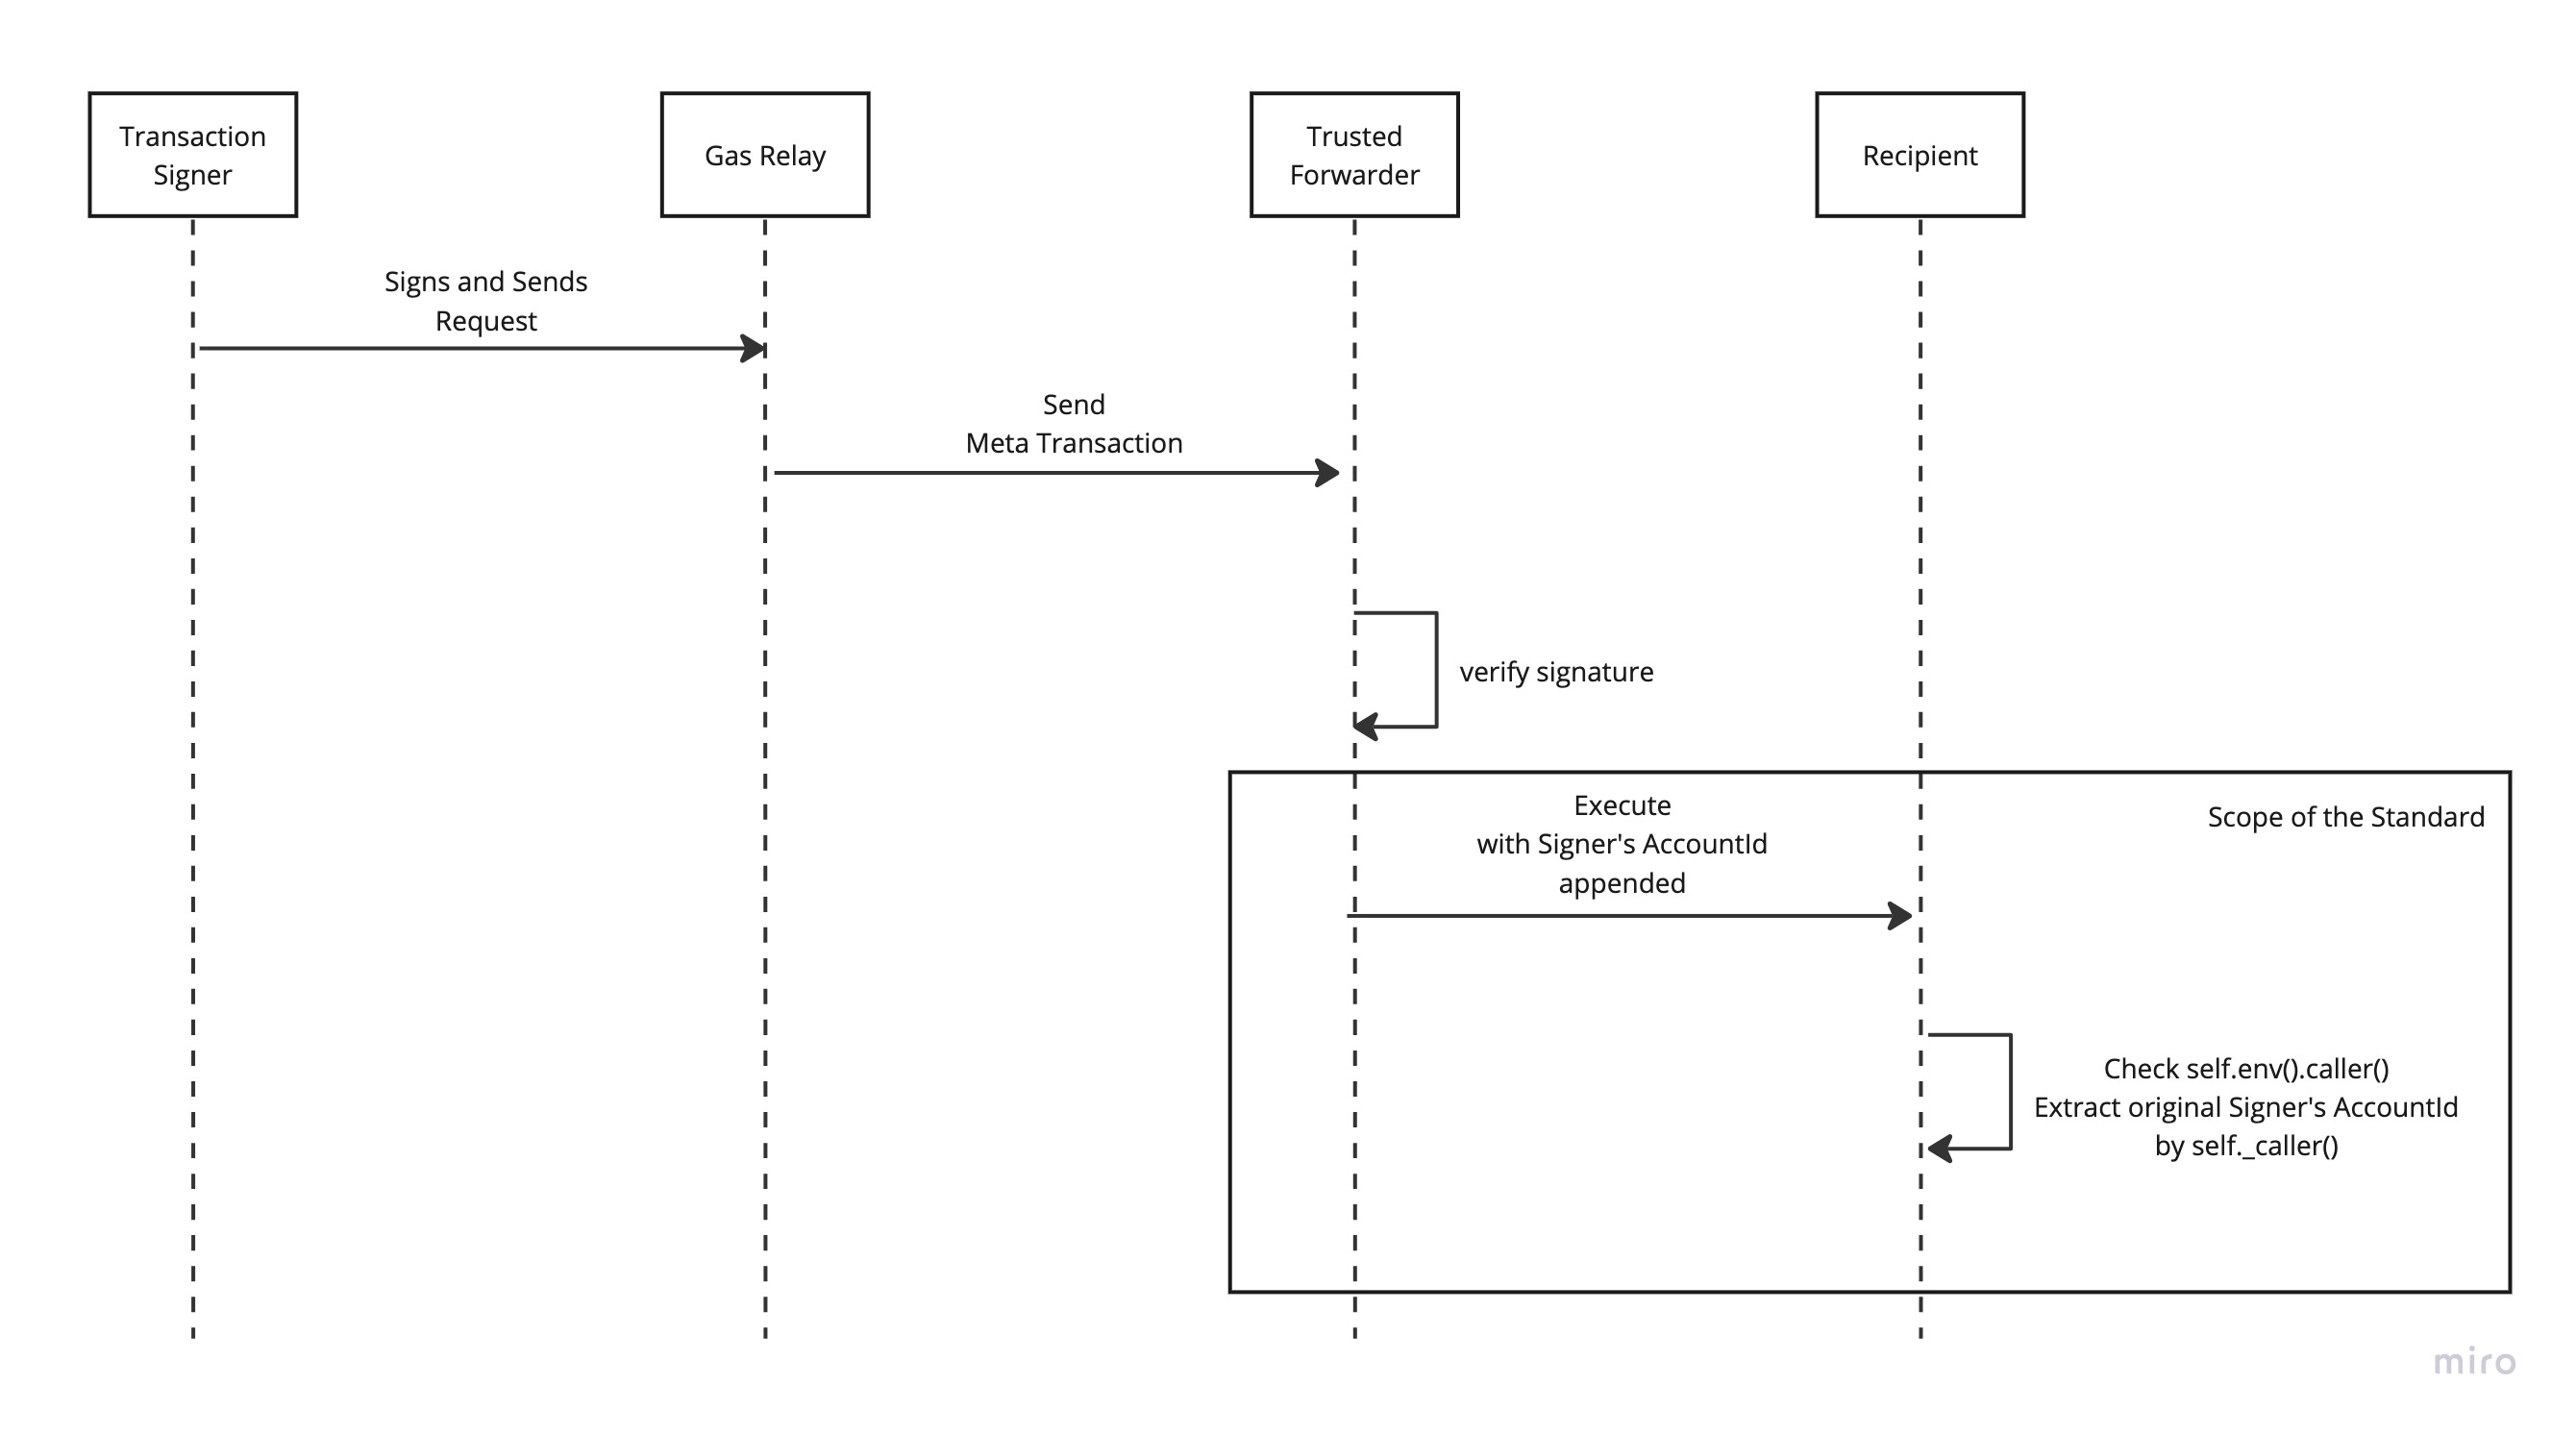 Transaction
Signer
Gas Relay
Trusted
Forwarder
Recipient
Signs and Sends
Request
Send
Meta Transaction
verify signature
Execute
with Signer's AccountId
appended
Scope of the Standard
Check self.env().caller()
Extract original Signer's AccountId
by self._caller()
miro